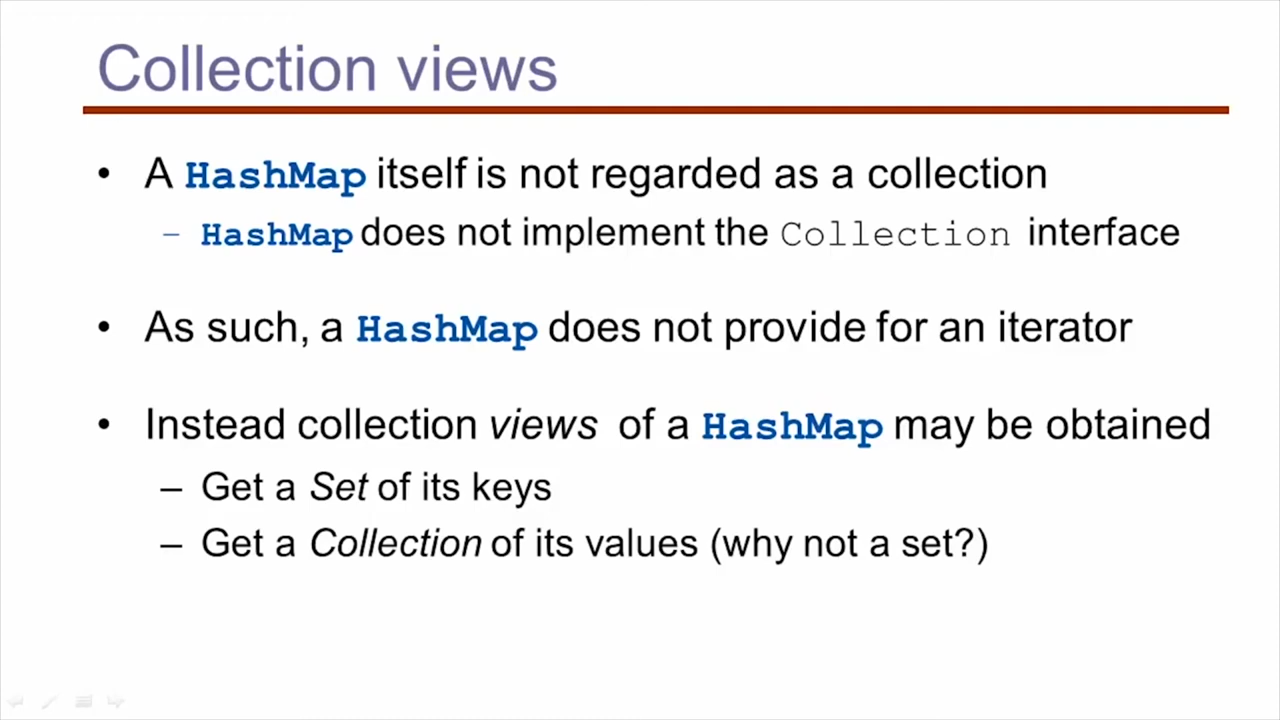 Collection views
• A HashMap itself is not regarded as a collection
– HashMap does not implement the Collection interface
• As such, a HashMap does not provide for an iterator
• Instead collection views of a HashMap may be obtained
– Get a Set of its keys
– Get a Collection of its values (why not a set?)